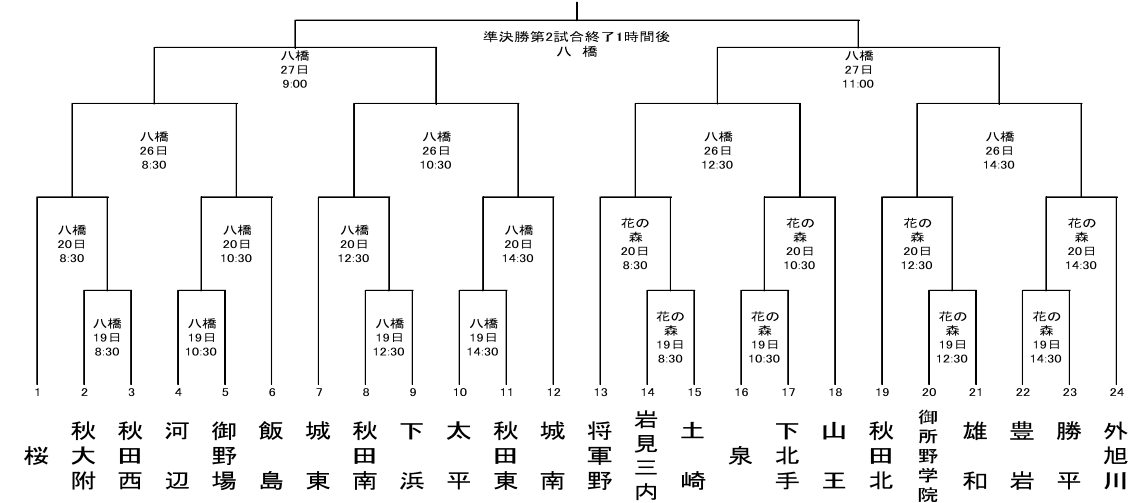 準決勝第2試合終了1時間後
八 橋
八橋
27日
9:00
八橋
27日
11:00
八橋
26日
8:30
八橋
26日
10:30
八橋
26日
12:30
八橋
26日
14:30
八橋
20日
8:30
八橋
20日
10:30
八橋
20日
12:30
八橋
20日
14:30
花の
森
20日
8:30
花の
森
20日
10:30
花の
森
20日
12:30
花の
森
20日
14:30
八橋
19日
8:30
八橋
19日
10:30
八橋
19日
12:30
八橋
19日
14:30
花の
森
19日
8:30
花の
森
19日
10:30
花の
森
19日
12:30
花の
森
19日
14:30
1 2 3 4 5 6 7 8 9 10 11 12 13 14 15 16 17 18 19 20 21 22 23 24
桜
秋大附
秋田西
河辺
御野場
飯島
城東
秋田南
下浜
太平
秋田東
城南
将軍野
岩見三内
土崎
泉
下北手
山王
秋田北
御所野学院
雄和
豊岩
勝平
外旭川